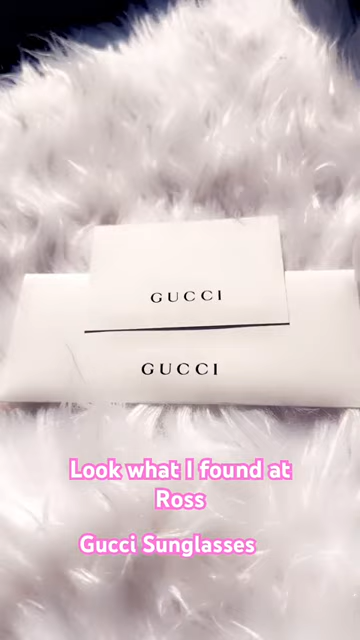 GUCCI
GUCCI
Look what I found at
Ross
Gucci Sunglasses